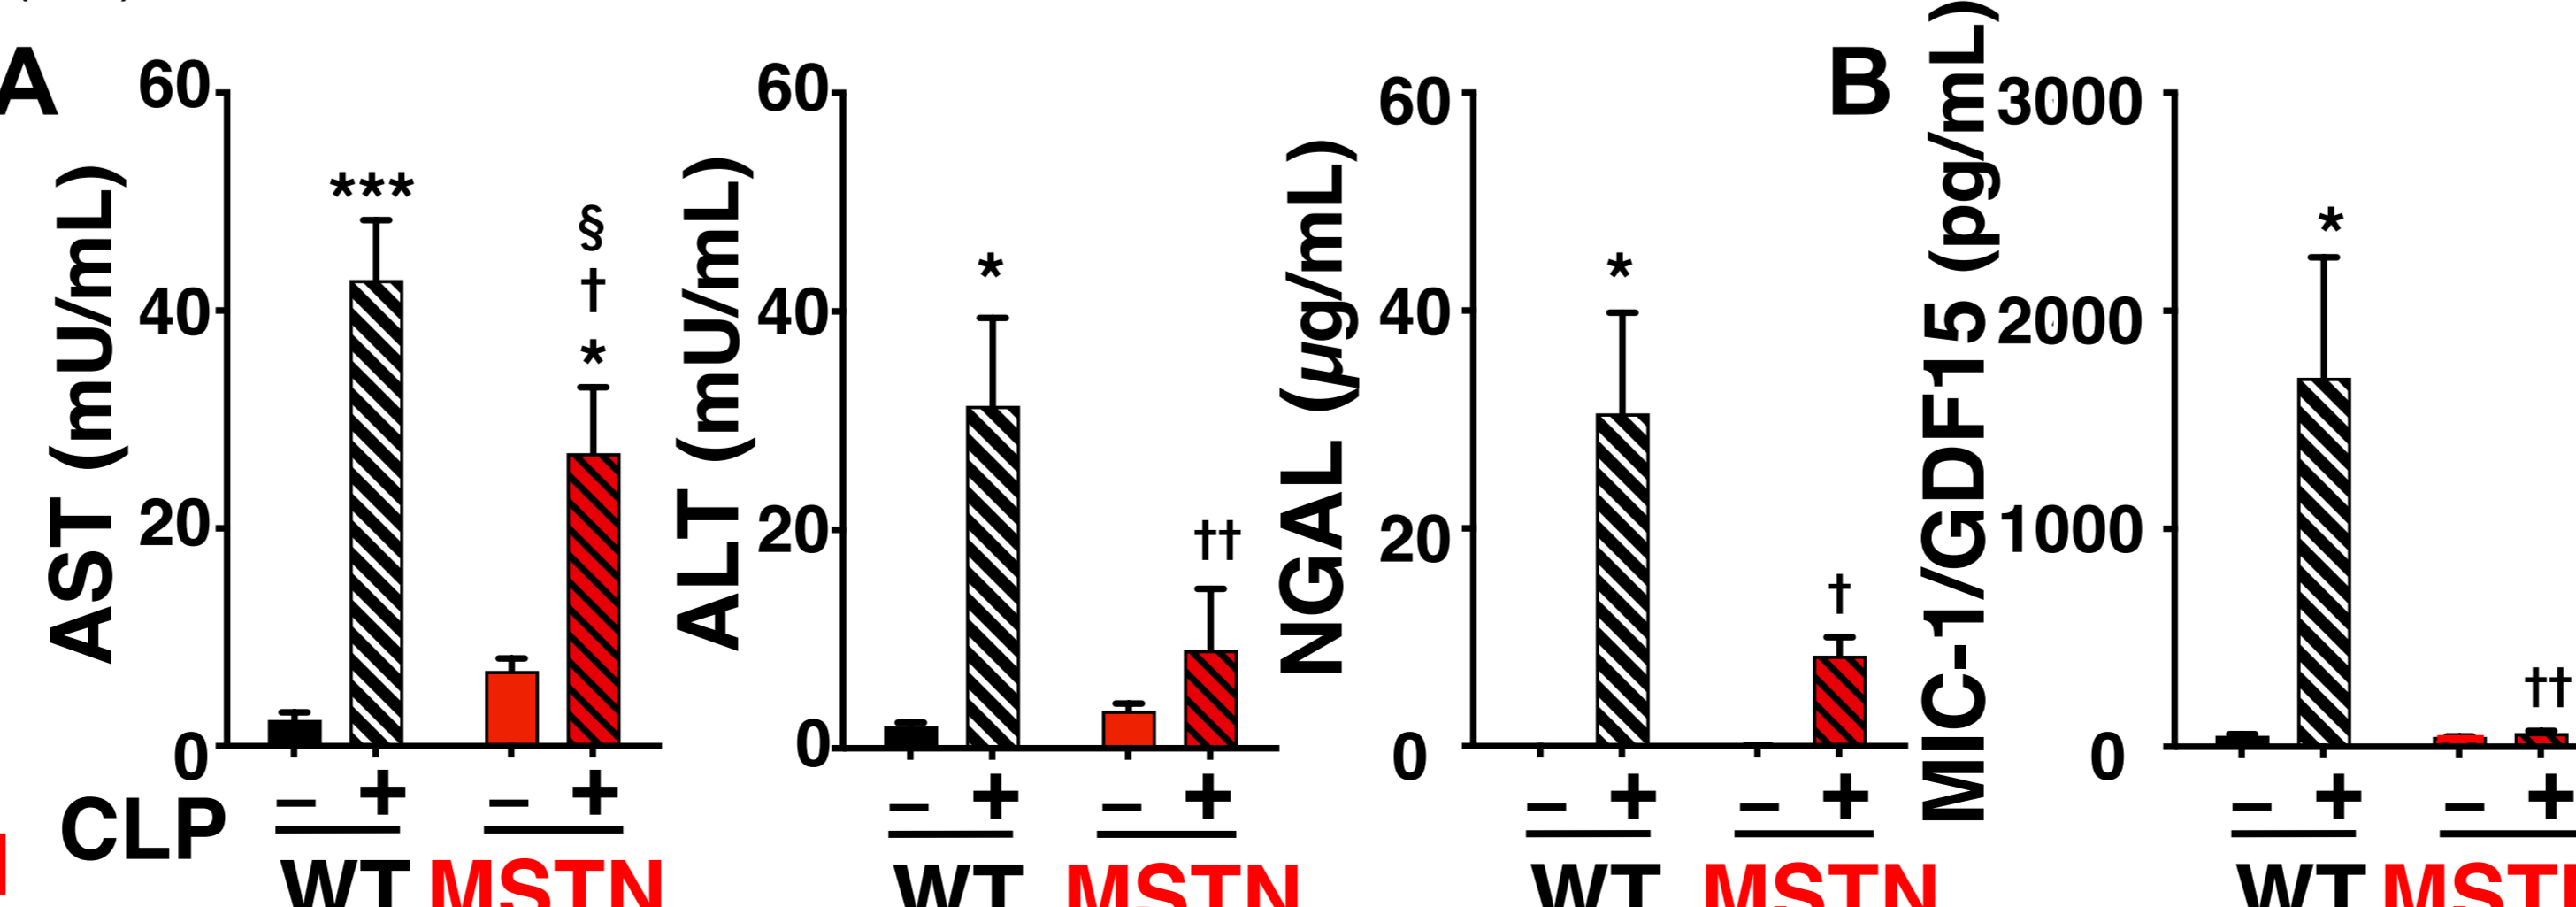 A
AST (mU/mL)
60
40
20
0
***
§
†
*
CLP
– +
– +
WT
MSTN
ALT (mU/mL)
60
40
20
0
*
††
– +
– +
WT
MSTN
NGAL (µg/mL)
60
40
20
0
*
†
– +
– +
WT
MSTN
B
MIC-1/GDF15 (pg/mL)
3000
2000
1000
0
*
††
– +
– +
WT